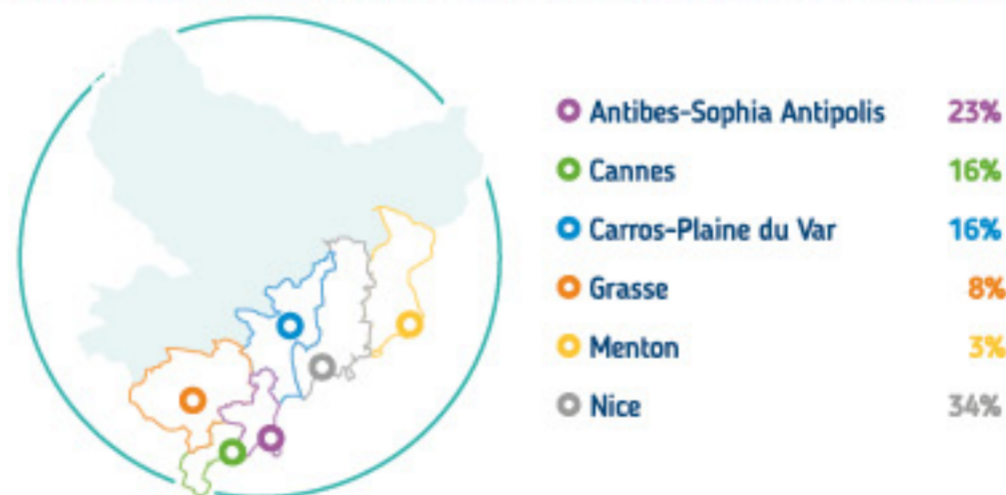 Antibes-Sophia Antipolis 23%
Cannes 16%
Carros-Plaine du Var 16%
Grasse 8%
Menton 3%
Nice 34%